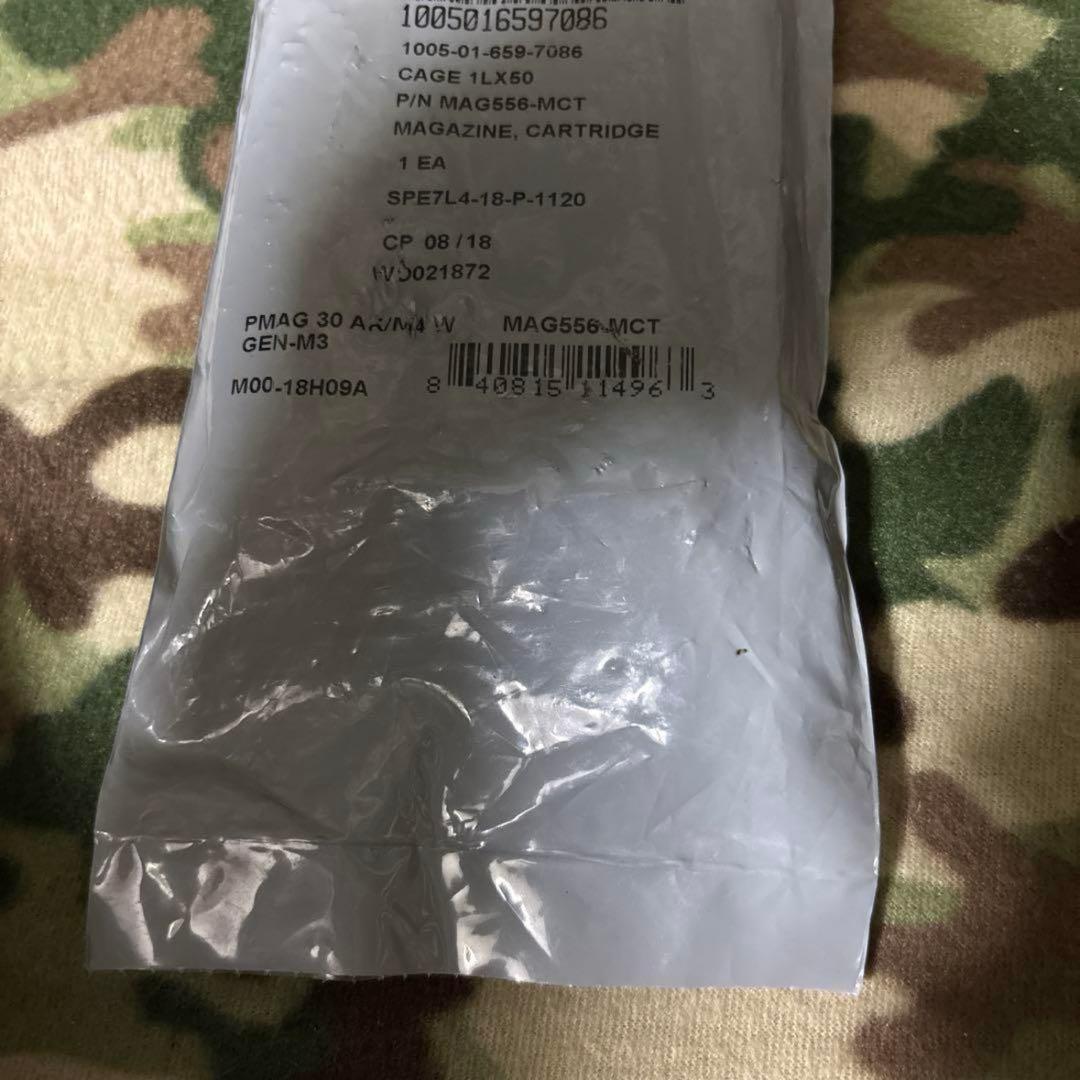 1005016597086
1005-01-659-7086
CAGE 1LX50
P/N MAG556-MCT
MAGAZINE, CARTRIDGE
1 EA
SPE7L4-18-P-1120
CP 08/18
021872
PMAG 30 AR/M4 W MAG556-MCT
GEN-M3
M00-18H09A 8 40815 11496 3